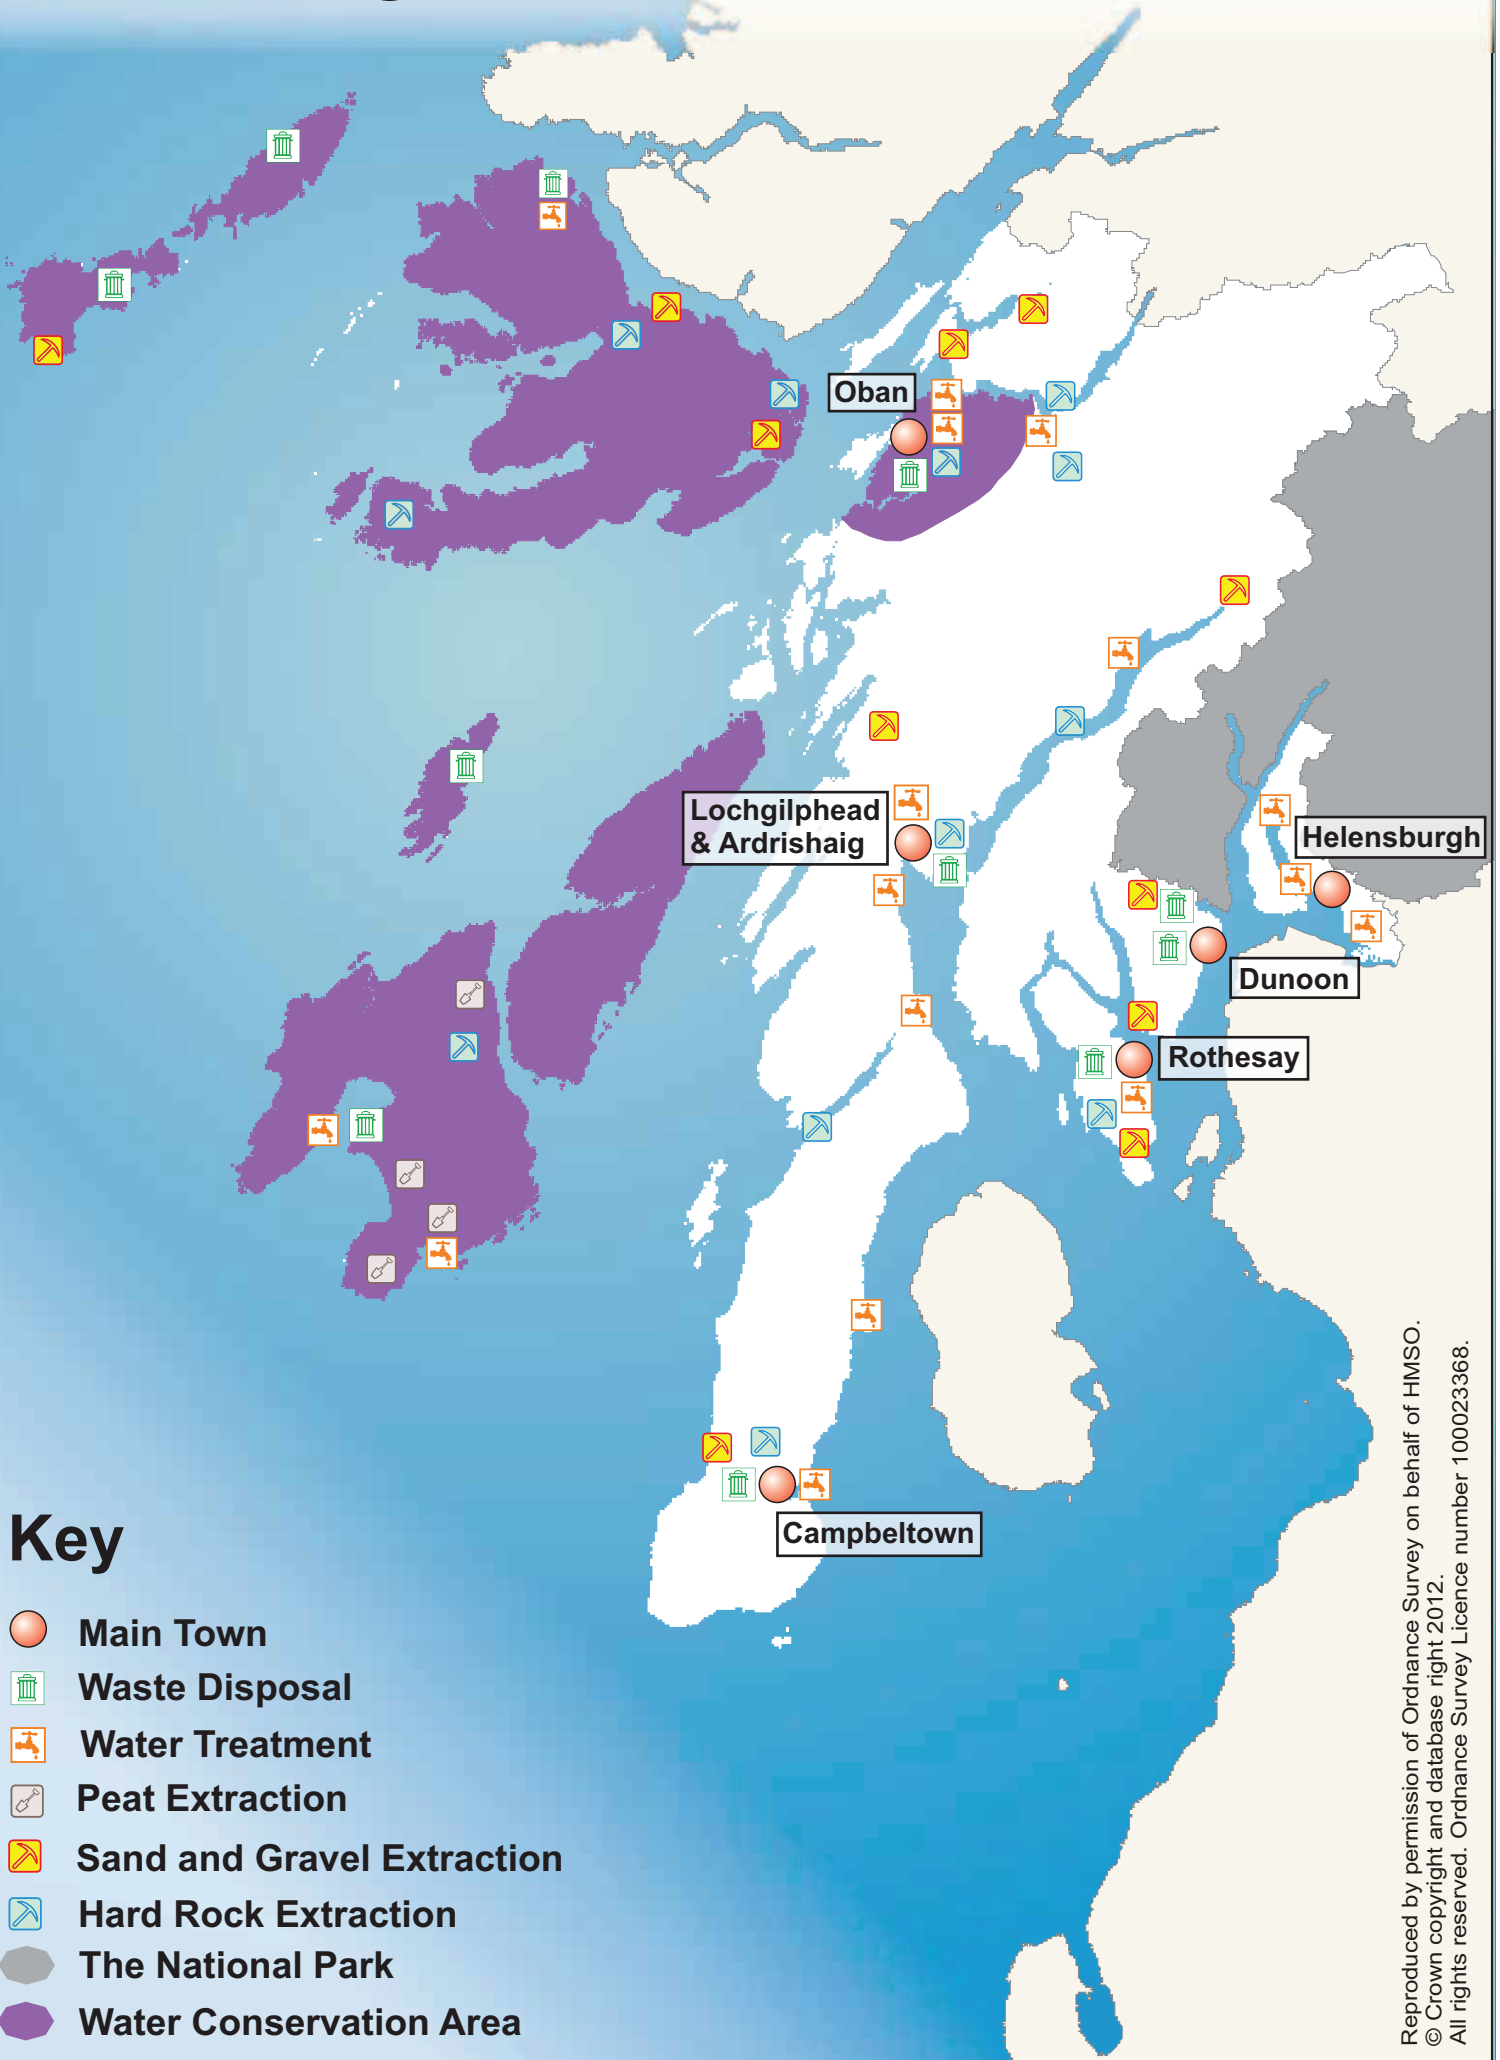 Oban
Lochgilphead
& Ardrishaig
Helensburgh
Dunoon
Rothesay
Campbeltown
Key
Main Town
Waste Disposal
Water Treatment
Peat Extraction
Sand and Gravel Extraction
Hard Rock Extraction
The National Park
Water Conservation Area
Reproduced by permission of Ordnance Survey on behalf of HMSO.
© Crown copyright and database right 2012.
All rights reserved. Ordnance Survey Licence number 100023368.